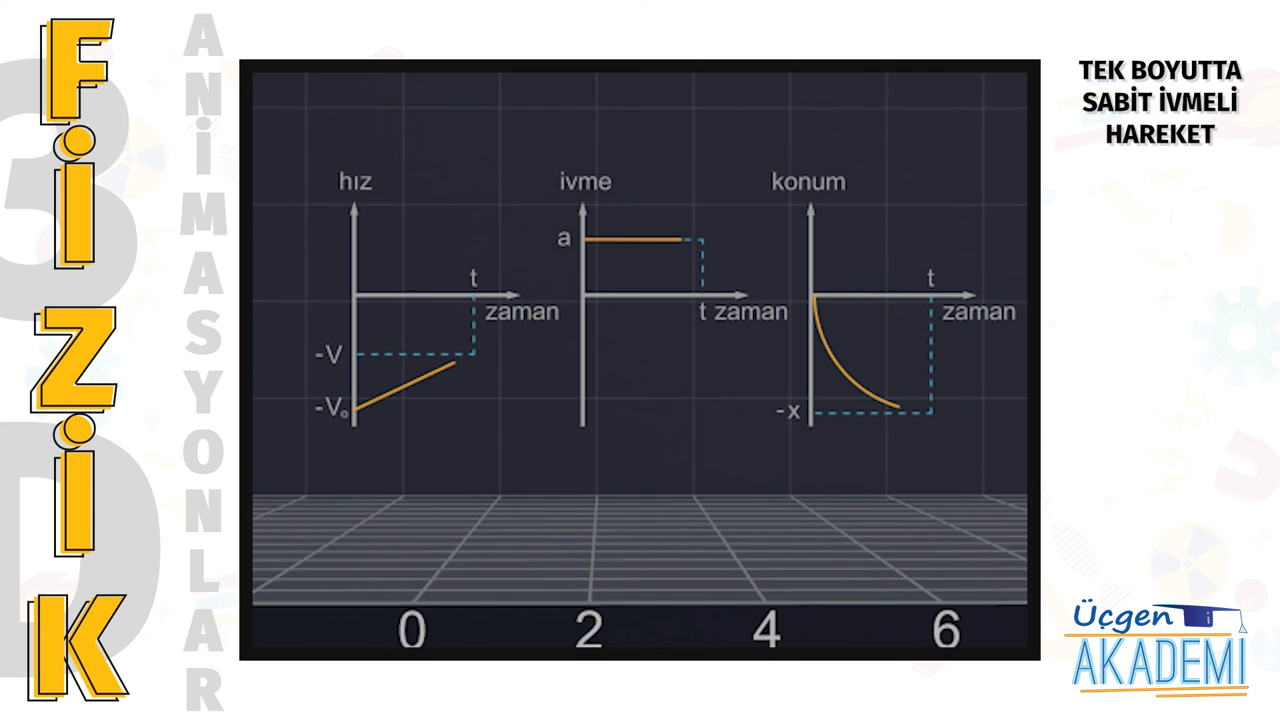 FİZİK
3D
ANİMASYONLAR
TEK BOYUTTA
SABİT İVMELİ
HAREKET
hız
t
zaman
-V
-V₀
ivme
a
t zaman
konum
t
zaman
-x
0 2 4 6
Üçgen
AKADEMİ